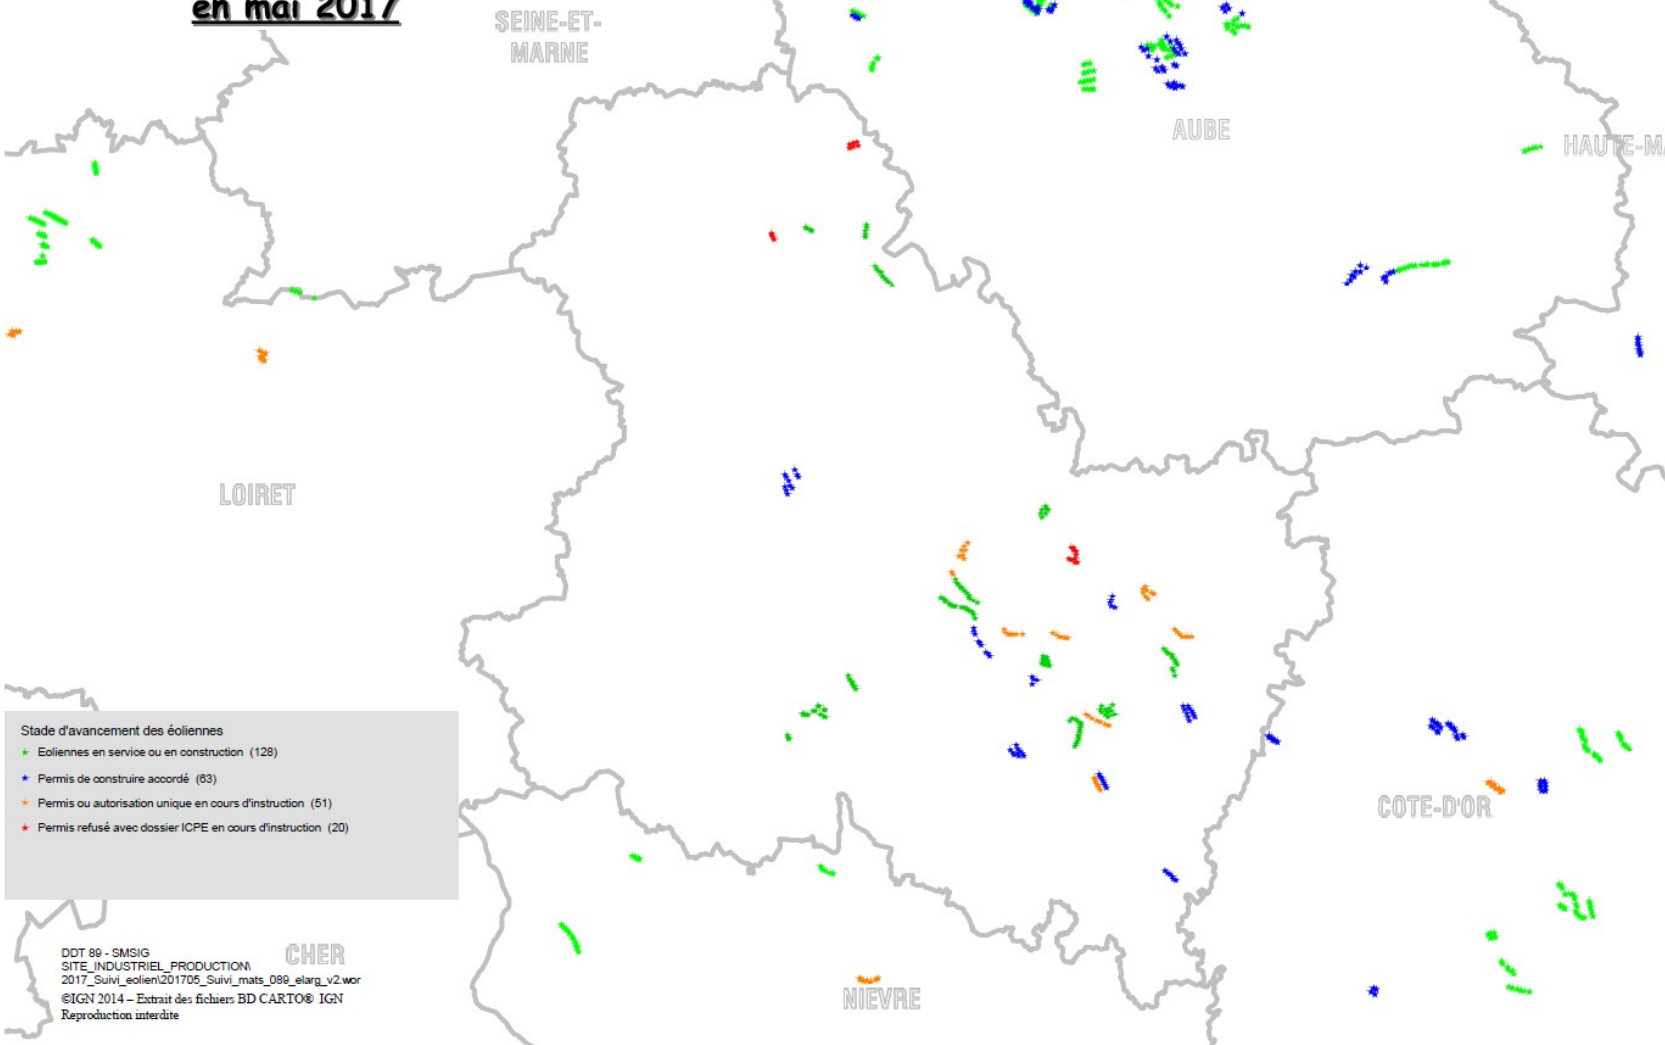 en mai 2017
SEINE-ET-
MARNE
AUBE
HAUTE-MA
LOIRET
Stade d'avancement des éoliennes
Eoliennes en service ou en construction (128)
Permis de construire accordé (63)
Permis ou autorisation unique en cours d'instruction (51)
Permis refusé avec dossier ICPE en cours d'instruction (20)
COTE-D'OR
CHER
NIEVRE
DDT 89 - SMSIG
SITE_INDUSTRIEL_PRODUCTION\
2017_Suivi_eolien\201705_Suivi_mats_089_elarg_v2.wor
©IGN 2014 – Extrait des fichiers BD CARTO® IGN
Reproduction interdite